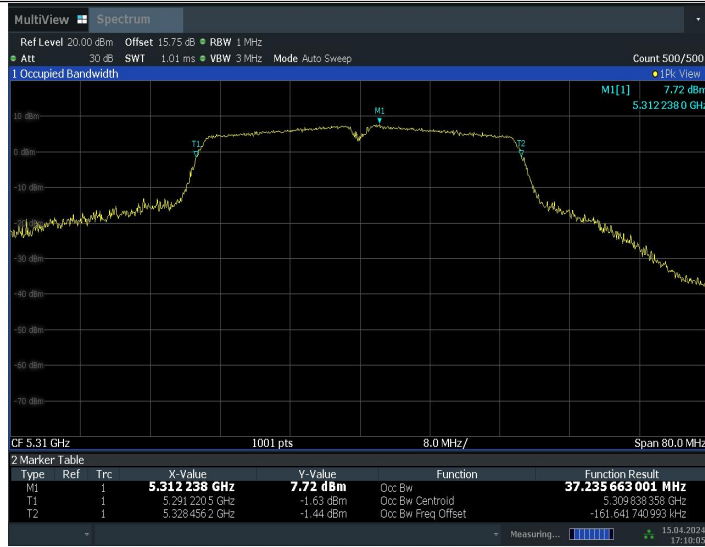 MultiView Spectrum
Ref Level 20.00 dBm Offset 15.75 dB RBW 1 MHz
Att 30 dB SWT 1.01 ms VBW 3 MHz Mode Auto Sweep Count 500/500
1 Occupied Bandwidth 1Pk View
M1[1] 7.72 dBm
5.312 238 0 GHz
M1
10 dBm
T1
T2
0 dBm
-10 dBm
-20 dBm
-30 dBm
-40 dBm
-50 dBm
-60 dBm
-70 dBm
CF 5.31 GHz 1001 pts 8.0 MHz/ Span 80.0 MHz
2 Marker Table
Type Ref Trc X-Value Y-Value Function Function Result
M1 1 5.312 238 GHz 7.72 dBm Occ Bw 37.235 663 001 MHz
T1 1 5.291 220 5 GHz -1.63 dBm Occ Bw Centroid 5.309 838 358 GHz
T2 1 5.328 456 2 GHz -1.44 dBm Occ Bw Freq Offset -161.641 740 993 kHz
Measuring... 15.04.2024
17:10:05